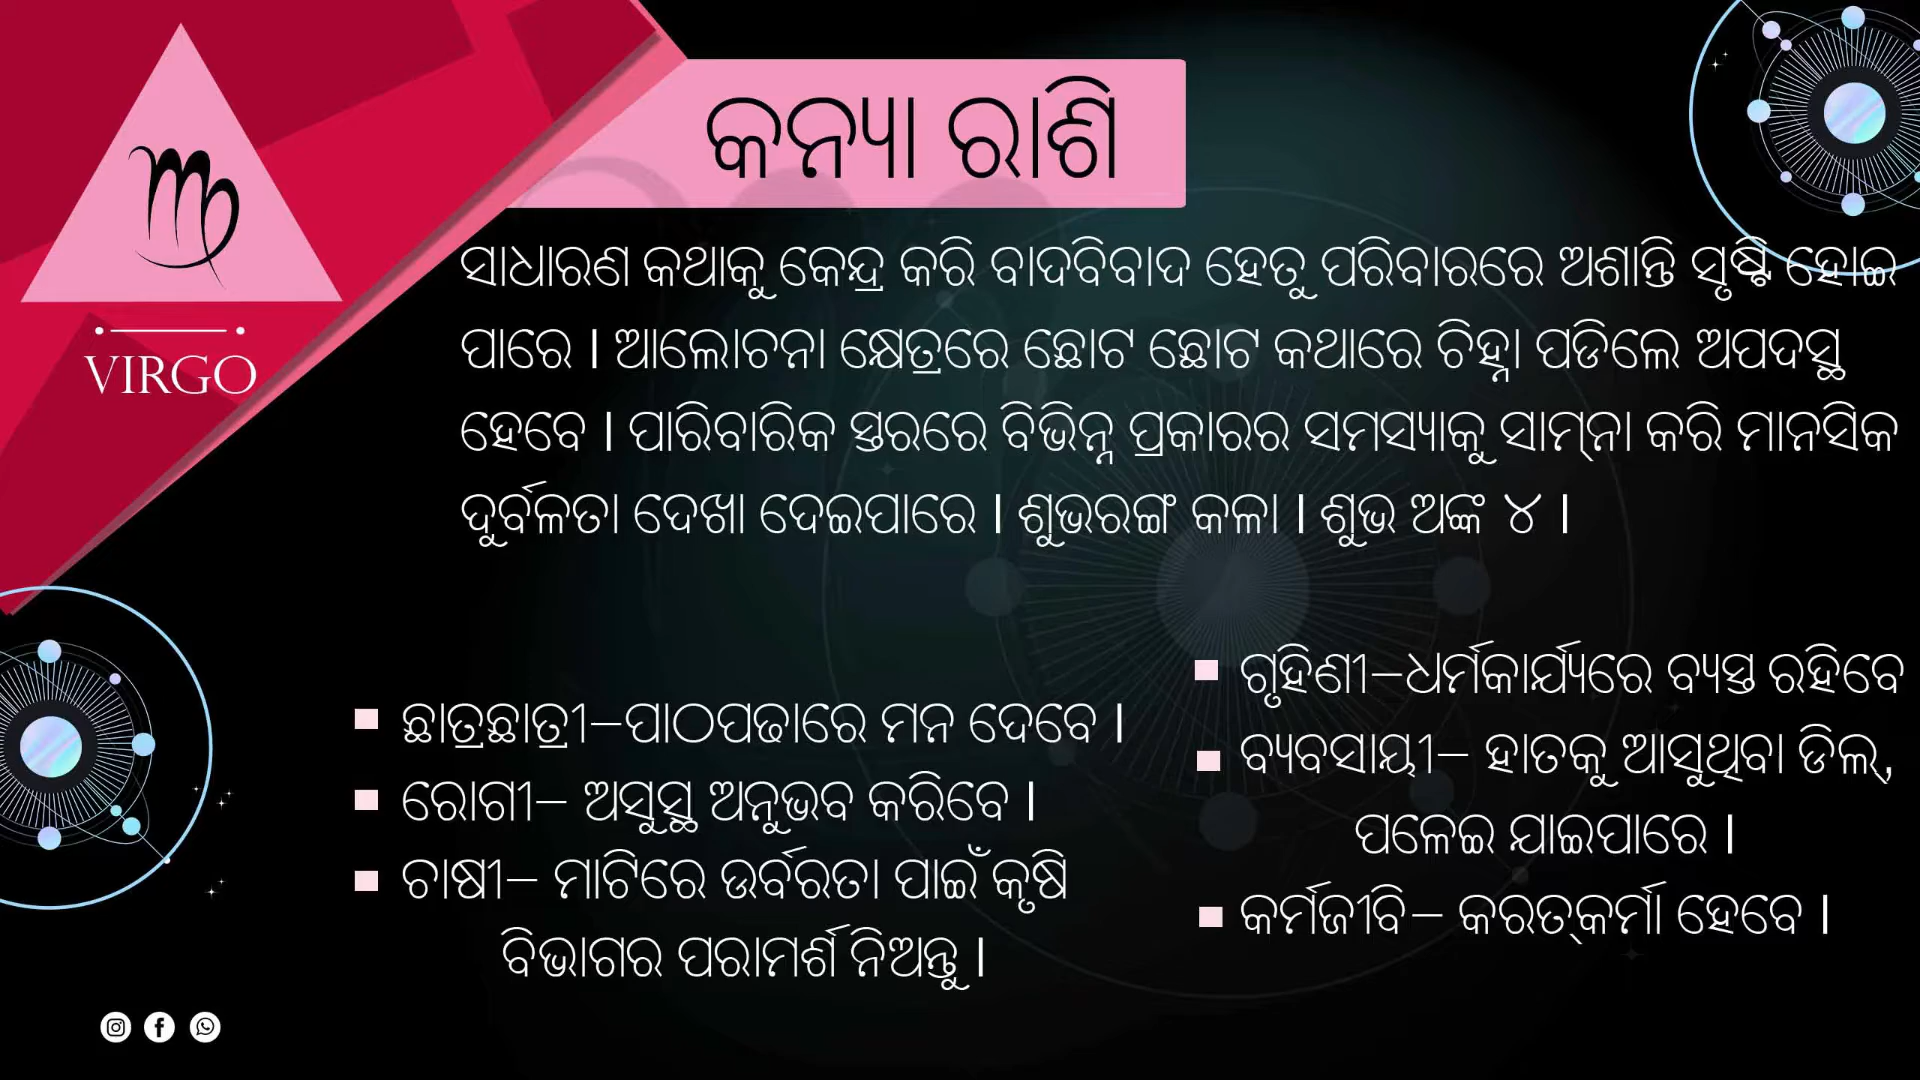 କନ୍ୟା ରାଶି
VIRGO
ସାଧାରଣ କଥାକୁ କେନ୍ଦ୍ର କରି ବାଦବିବାଦ ହେତୁ ପରିବାରରେ ଅଶାନ୍ତି ସୃଷ୍ଟି ହୋଇ
ପାରେ । ଆଲୋଚନା କ୍ଷେତ୍ରରେ ଛୋଟ ଛୋଟ କଥାରେ ଚିହ୍ନା ପଡିଲେ ଅପଦସ୍ଥ
ହେବେ । ପାରିବାରିକ ସ୍ତରରେ ବିଭିନ୍ନ ପ୍ରକାରର ସମସ୍ୟାକୁ ସାମ୍‌ନା କରି ମାନସିକ
ଦୁର୍ବଳତା ଦେଖା ଦେଇପାରେ । ଶୁଭରଙ୍ଗ କଳା । ଶୁଭ ଅଙ୍କ ୪ ।
ଛାତ୍ରଛାତ୍ରୀ–ପାଠପଢାରେ ମନ ଦେବେ ।
ରୋଗୀ– ଅସୁସ୍ଥ ଅନୁଭବ କରିବେ ।
ଚାଷୀ– ମାଟିରେ ଉର୍ବରତା ପାଇଁ କୃଷି
ବିଭାଗର ପରାମର୍ଶ ନିଅନ୍ତୁ ।
ଗୃହିଣୀ–ଧର୍ମକାର୍ଯ୍ୟରେ ବ୍ୟସ୍ତ ରହିବେ
ବ୍ୟବସାୟୀ– ହାତକୁ ଆସୁଥିବା ଡିଲ୍,
ପଳେଇ ଯାଇପାରେ ।
କର୍ମଜୀବି– କରତ୍‌କର୍ମା ହେବେ ।